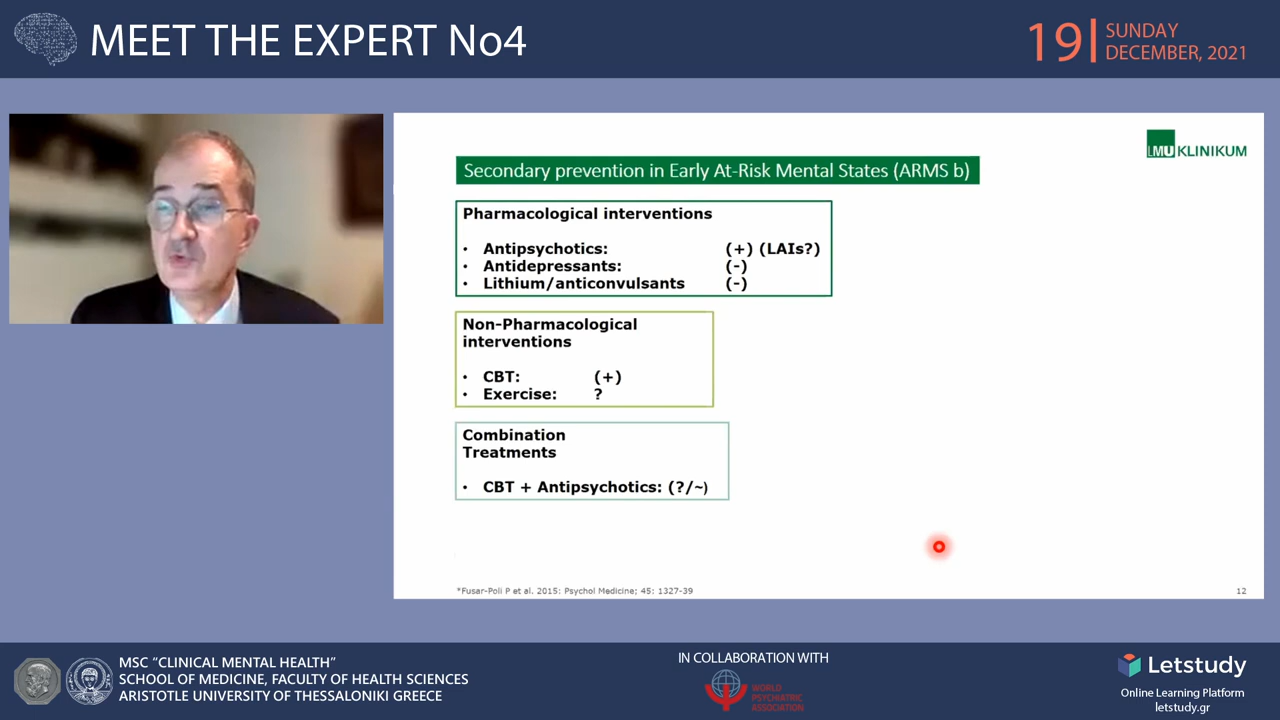 MEET THE EXPERT No4
19
SUNDAY
DECEMBER, 2021
LMU KLINIKUM
Secondary prevention in Early At-Risk Mental States (ARMS b)
Pharmacological interventions
• Antipsychotics: (+) (LAIs?)
• Antidepressants: (-)
• Lithium/anticonvulsants (-)
Non-Pharmacological
interventions
• CBT: (+)
• Exercise: ?
Combination
Treatments
• CBT + Antipsychotics: (?/~)
*Fusar-Poli P et al. 2015: Psychol Medicine; 45: 1327-39
12
MSC “CLINICAL MENTAL HEALTH”
SCHOOL OF MEDICINE, FACULTY OF HEALTH SCIENCES
ARISTOTLE UNIVERSITY OF THESSALONIKI GREECE
IN COLLABORATION WITH
WORLD
PSYCHIATRIC
ASSOCIATION
Letstudy
Online Learning Platform
letstudy.gr